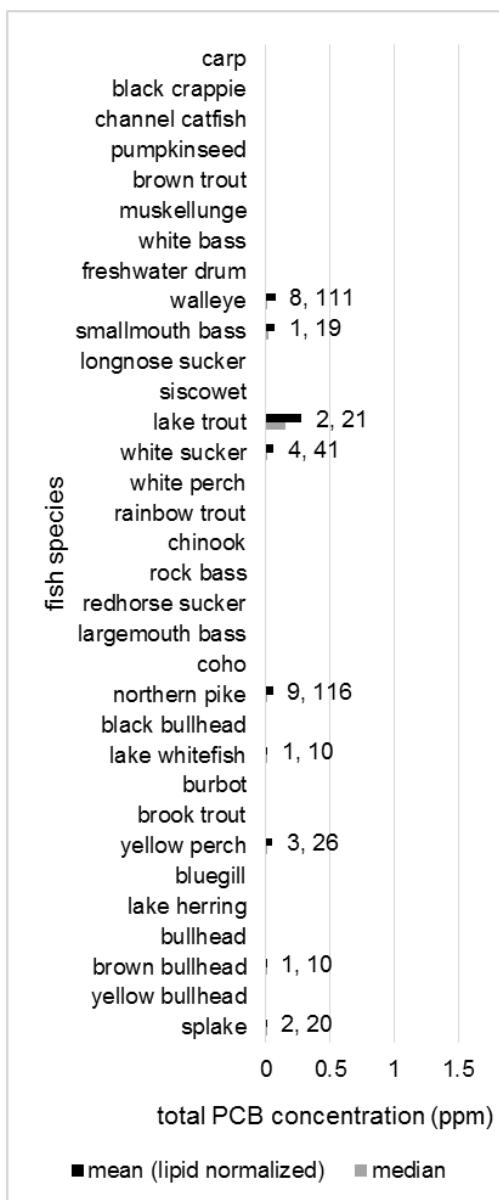 carp
black crappie
channel catfish
pumpkinseed
brown trout
muskellunge
white bass
freshwater drum
walleye 8, 111
smallmouth bass 1, 19
longnose sucker
siscowet
lake trout 2, 21
white sucker 4, 41
white perch
rainbow trout
chinook
rock bass
redhorse sucker
largemouth bass
coho
northern pike 9, 116
black bullhead
lake whitefish 1, 10
burbot
brook trout
yellow perch 3, 26
bluegill
lake herring
bullhead
brown bullhead 1, 10
yellow bullhead
splake 2, 20
fish species
0 0.5 1 1.5
total PCB concentration (ppm)
mean (lipid normalized) median